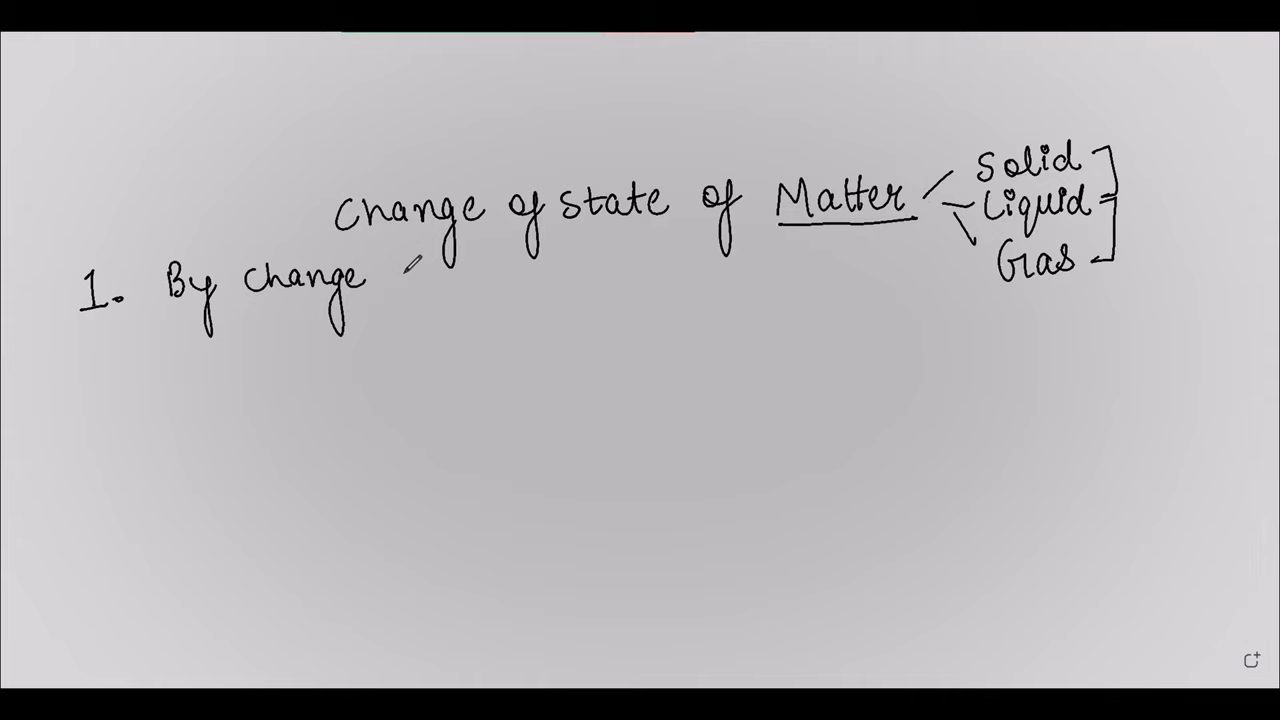 Change of state of Matter
Solid
Liquid
Gas
1. By change